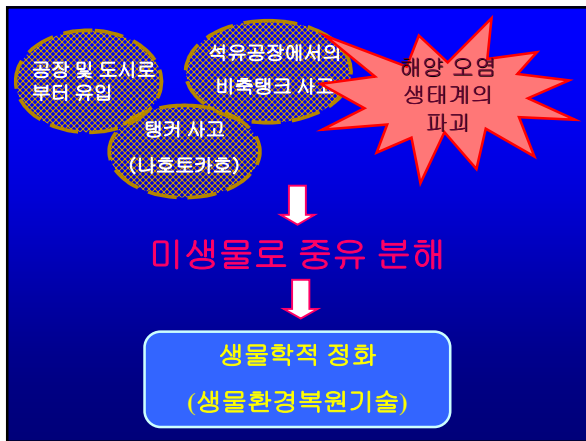 공장 및 도시로
부터 유입
석유공장에서의
비축탱크 사고
탱커 사고
(나호토카호)
해양 오염
생태계의
파괴
미생물로 중유 분해
생물학적 정화
(생물환경복원기술)